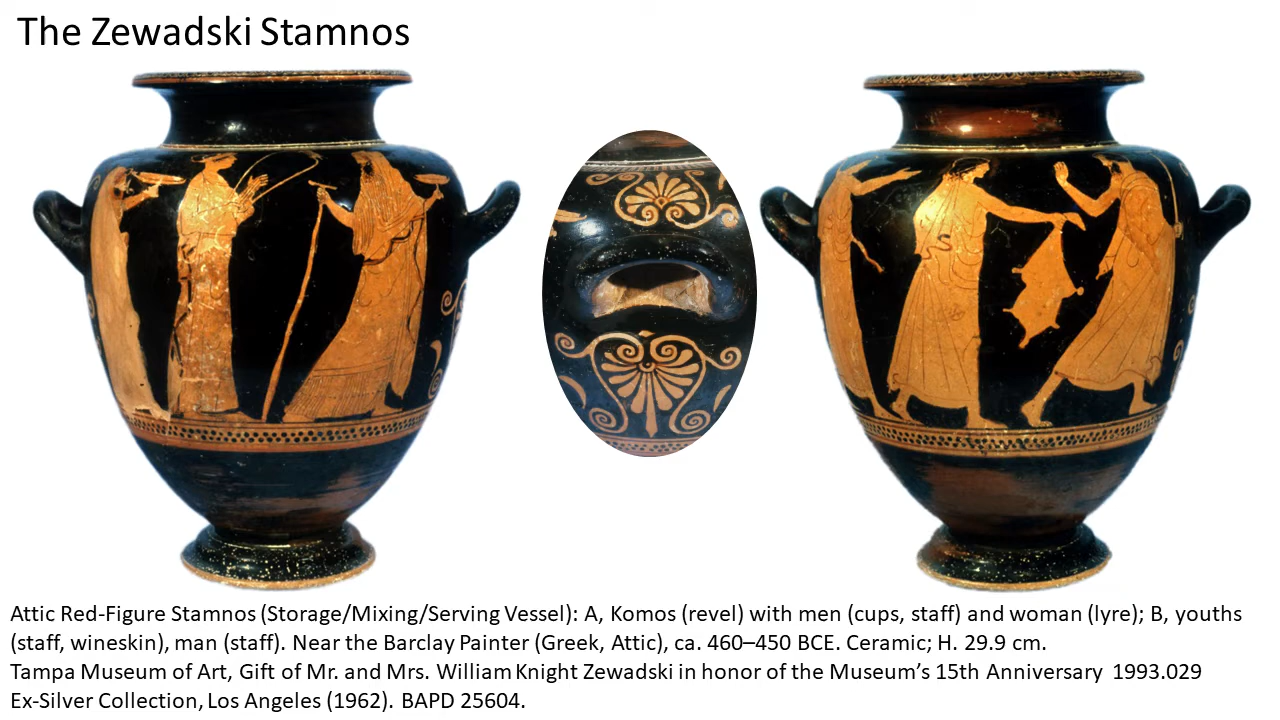 The Zewadski Stamnos
Attic Red-Figure Stamnos (Storage/Mixing/Serving Vessel): A, Komos (revel) with men (cups, staff) and woman (lyre); B, youths
(staff, wineskin), man (staff). Near the Barclay Painter (Greek, Attic), ca. 460–450 BCE. Ceramic; H. 29.9 cm.
Tampa Museum of Art, Gift of Mr. and Mrs. William Knight Zewadski in honor of the Museum’s 15th Anniversary  1993.029
Ex-Silver Collection, Los Angeles (1962).  BAPD 25604.